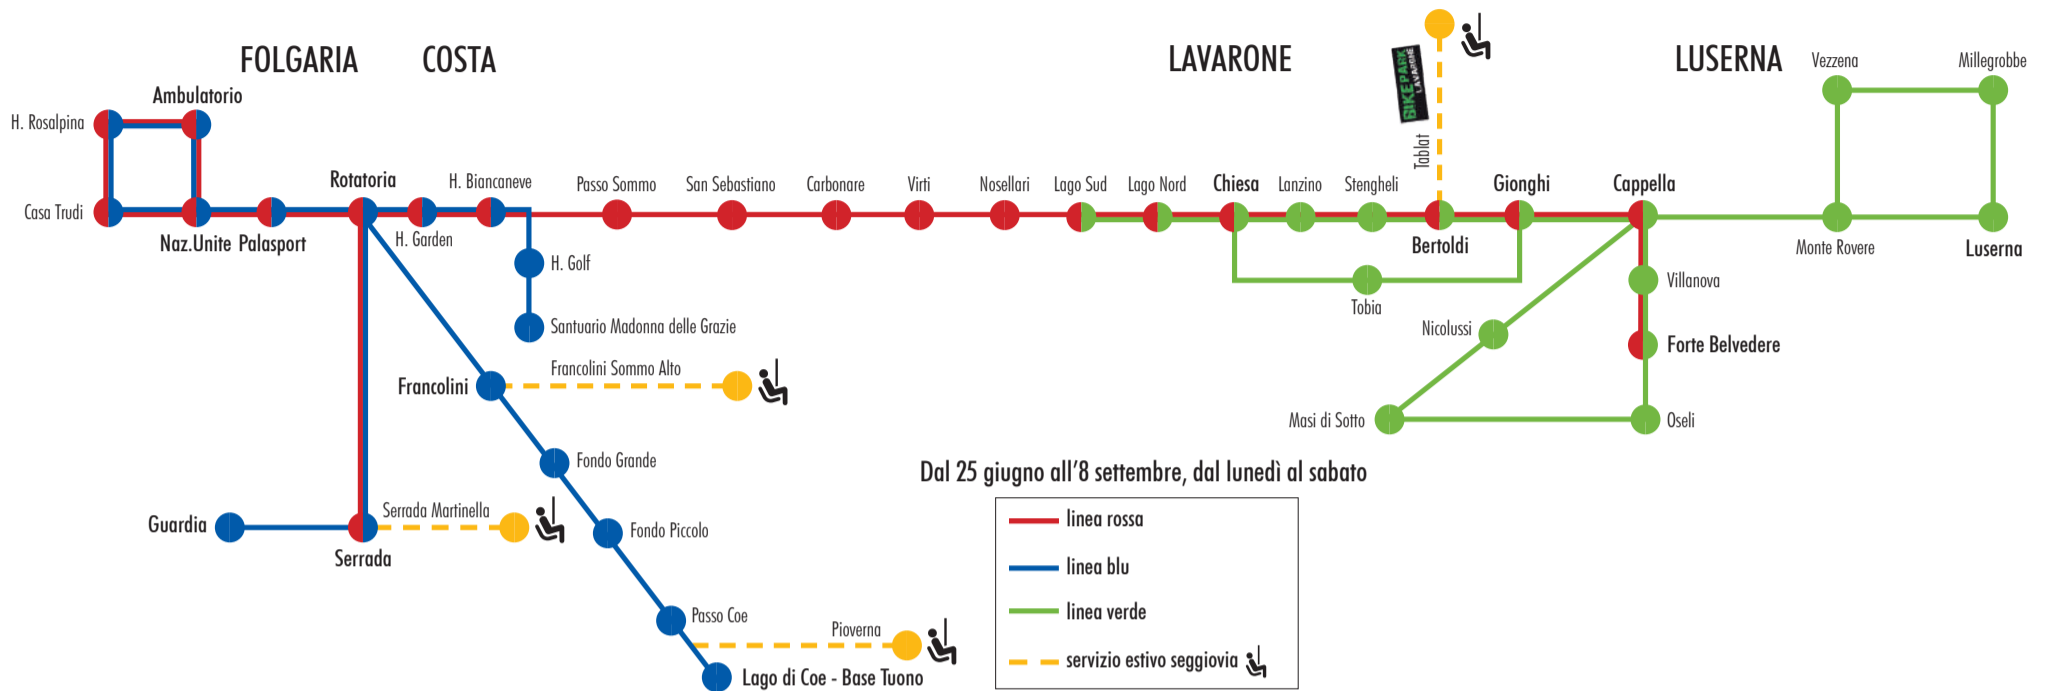 FOLGARIA
COSTA
LAVARONE
LUSERNA
BIKE PARK
LAVARONE
Tablat
Vezzena
Millegrobbe
Ambulatorio
H. Rosalpina
Casa Trudi
Naz.Unite
Palasport
Rotatoria
H. Garden
H. Biancaneve
Passo Sommo
San Sebastiano
Carbonare
Virti
Nosellari
Lago Sud
Lago Nord
Chiesa
Lanzino
Stengheli
Bertoldi
Gionghi
Cappella
Monte Rovere
Luserna
H. Golf
Santuario Madonna delle Grazie
Tobia
Villanova
Nicolussi
Forte Belvedere
Masi di Sotto
Oseli
Francolini
Francolini Sommo Alto
Fondo Grande
Fondo Piccolo
Guardia
Serrada Martinella
Serrada
Passo Coe
Pioverna
Lago di Coe - Base Tuono
Dal 25 giugno all’8 settembre, dal lunedì al sabato
linea rossa
linea blu
linea verde
servizio estivo seggiovia